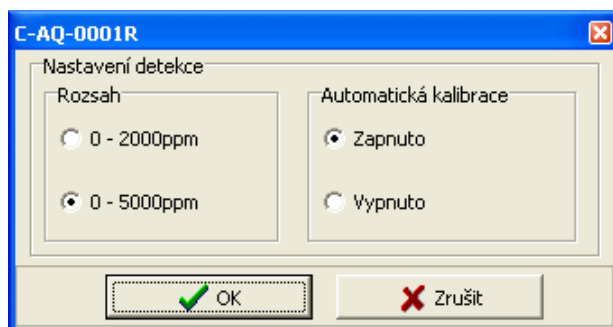 C-AQ-0001R
Nastavení detekce
Rozsah
0 - 2000ppm
0 - 5000ppm
Automatická kalibrace
Zapnuto
Vypnuto
OK
Zrušit